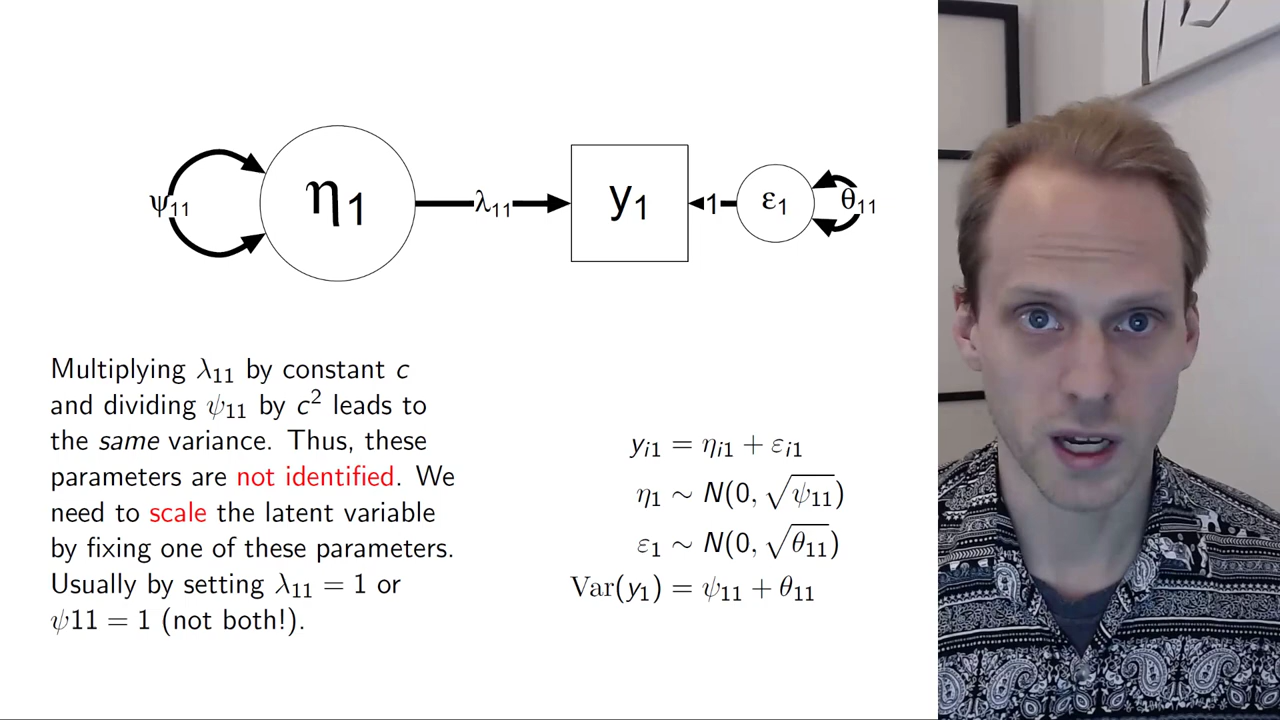 ψ11 η1 λ11 y1 1 ε1 θ11
Multiplying λ11 by constant c
and dividing ψ11 by c² leads to
the same variance. Thus, these
parameters are not identified. We
need to scale the latent variable
by fixing one of these parameters.
Usually by setting λ11 = 1 or
ψ11 = 1 (not both!).
yi1 = ηi1 + εi1
η1 ∼ N(0, √ψ11)
ε1 ∼ N(0, √θ11)
Var(y1) = ψ11 + θ11